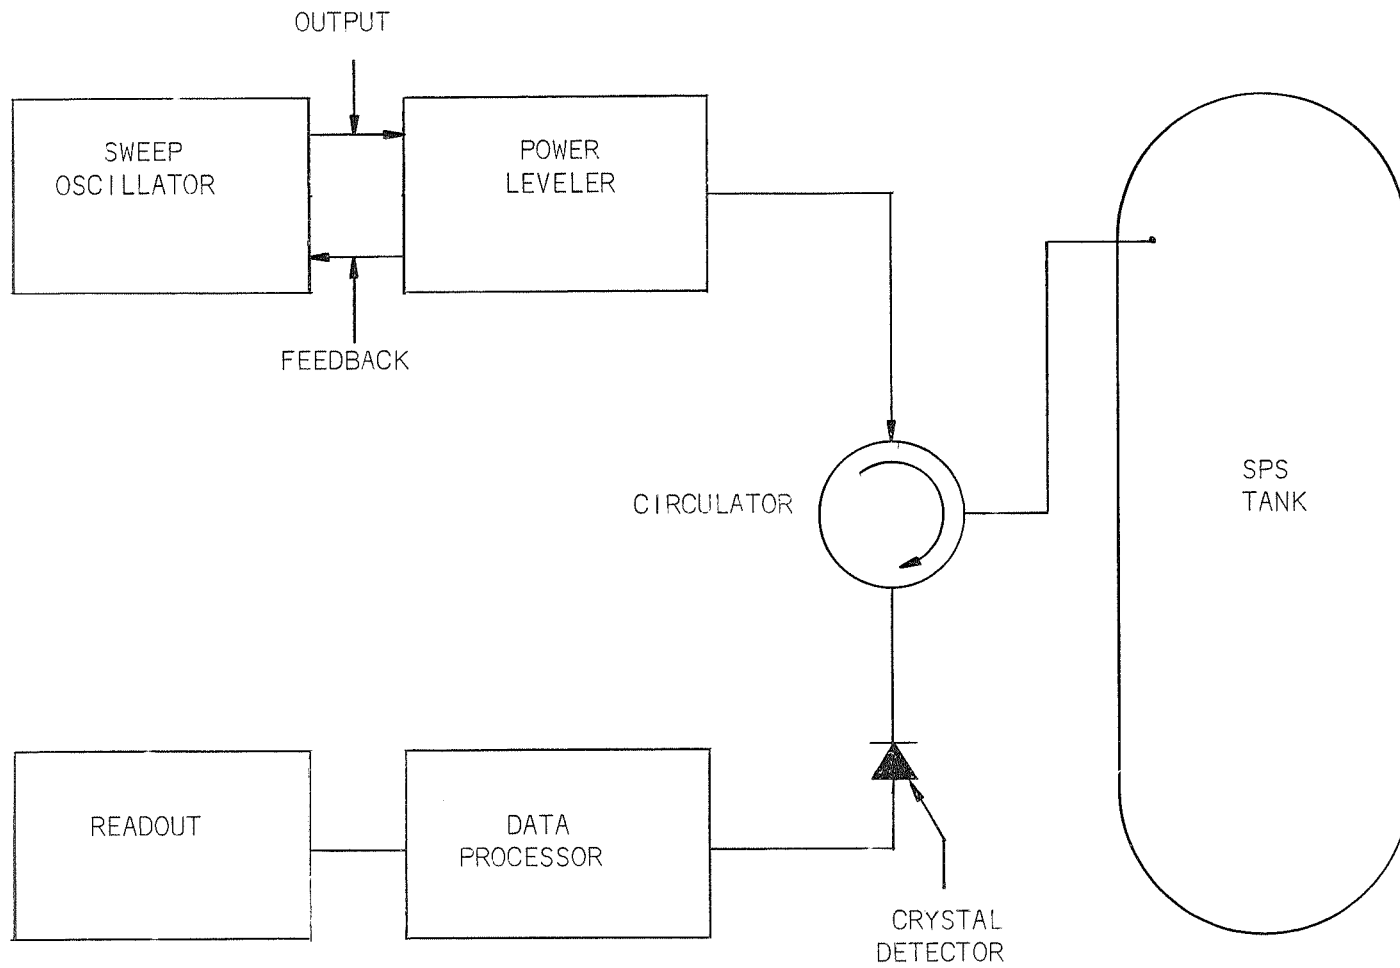 OUTPUT
SWEEP
OSCILLATOR
POWER
LEVELER
FEEDBACK
CIRCULATOR
SPS
TANK
READOUT
DATA
PROCESSOR
CRYSTAL
DETECTOR